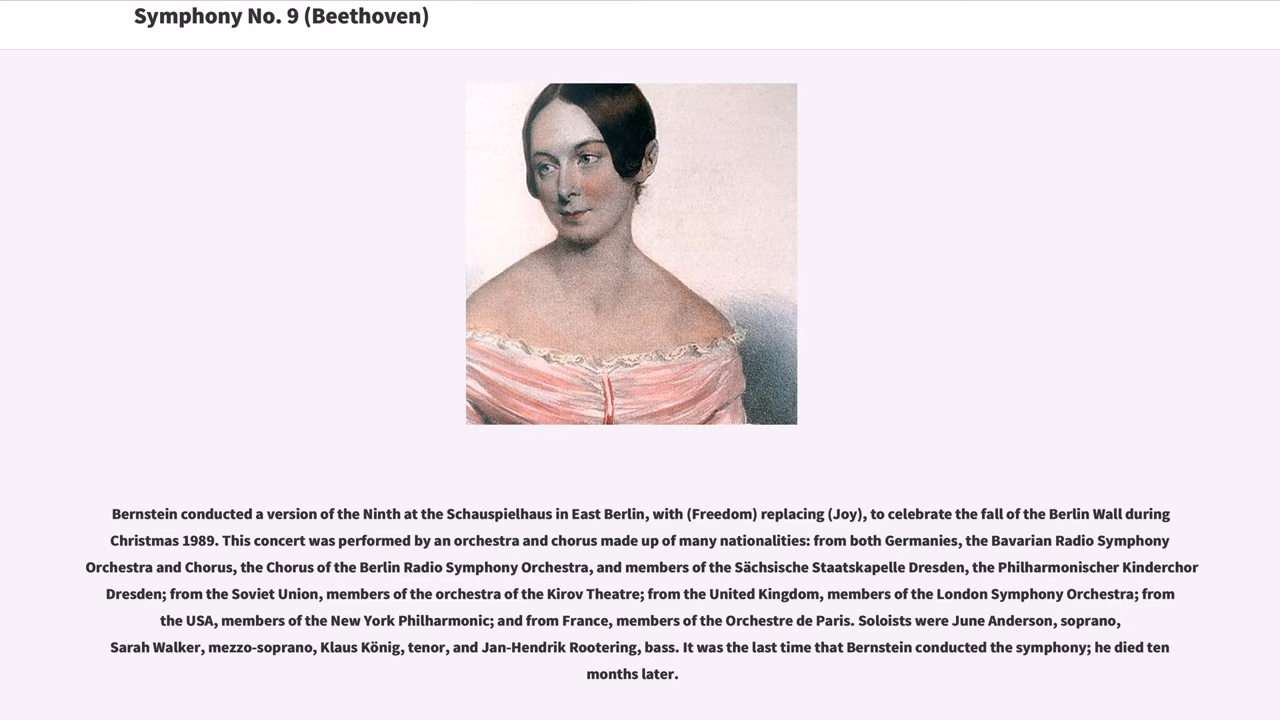 Symphony No. 9 (Beethoven)
Bernstein conducted a version of the Ninth at the Schauspielhaus in East Berlin, with (Freedom) replacing (Joy), to celebrate the fall of the Berlin Wall during
Christmas 1989. This concert was performed by an orchestra and chorus made up of many nationalities: from both Germanies, the Bavarian Radio Symphony
Orchestra and Chorus, the Chorus of the Berlin Radio Symphony Orchestra, and members of the Sächsische Staatskapelle Dresden, the Philharmonischer Kinderchor
Dresden; from the Soviet Union, members of the orchestra of the Kirov Theatre; from the United Kingdom, members of the London Symphony Orchestra; from
the USA, members of the New York Philharmonic; and from France, members of the Orchestre de Paris. Soloists were June Anderson, soprano,
Sarah Walker, mezzo-soprano, Klaus König, tenor, and Jan-Hendrik Rootering, bass. It was the last time that Bernstein conducted the symphony; he died ten
months later.